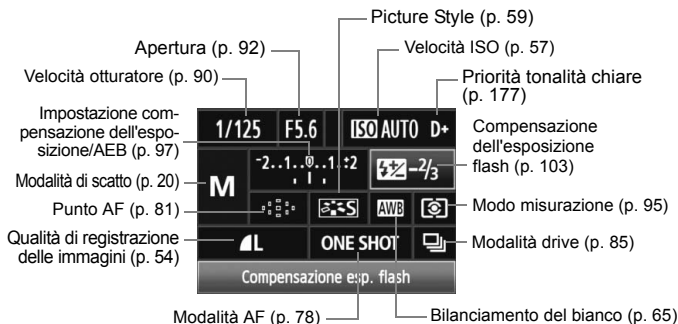 Picture Style (p. 59)
Apertura (p. 92)
Velocità ISO (p. 57)
Velocità otturatore (p. 90)
Priorità tonalità chiare
(p. 177)
Impostazione com-
pensazione dell'espo-
sizione/AEB (p. 97)
1/125 F5.6 ISO AUTO D+
Compensazione
dell'esposizione
flash (p. 103)
-2..1..0..1..+2
-2/3
Modalità di scatto (p. 20)
M
Punto AF (p. 81)
S AWB
Modo misurazione (p. 95)
Qualità di registrazione
delle immagini (p. 54)
L ONE SHOT
Modalità drive (p. 85)
Compensazione esp. flash
Modalità AF (p. 78)
Bilanciamento del bianco (p. 65)